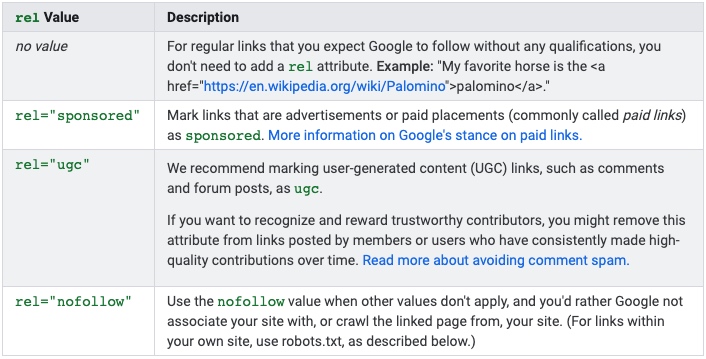 rel Value Description
no value For regular links that you expect Google to follow without any qualifications, you
don't need to add a rel attribute. Example: "My favorite horse is the <a
href="https://en.wikipedia.org/wiki/Palomino">palomino</a>."
rel="sponsored" Mark links that are advertisements or paid placements (commonly called paid links)
as sponsored. More information on Google's stance on paid links.
rel="ugc" We recommend marking user-generated content (UGC) links, such as comments
and forum posts, as ugc.
If you want to recognize and reward trustworthy contributors, you might remove this
attribute from links posted by members or users who have consistently made high-
quality contributions over time. Read more about avoiding comment spam.
rel="nofollow" Use the nofollow value when other values don't apply, and you'd rather Google not
associate your site with, or crawl the linked page from, your site. (For links within
your own site, use robots.txt, as described below.)